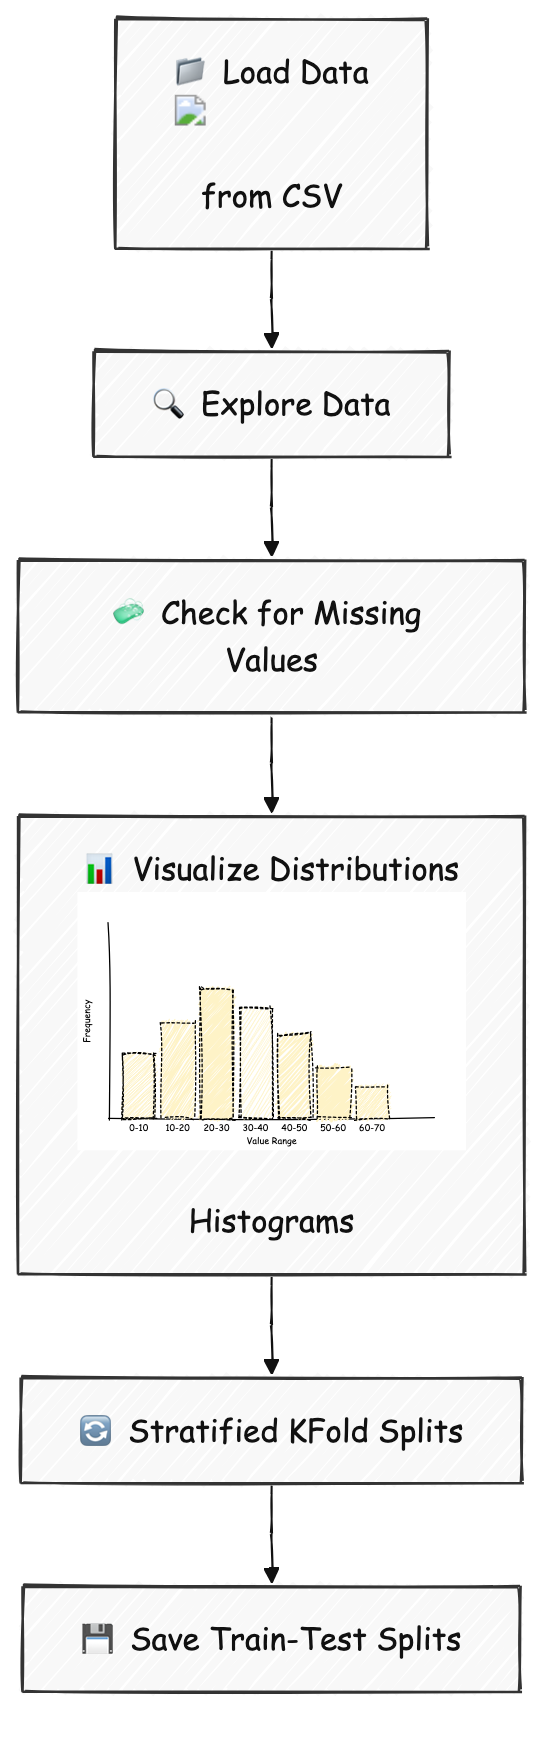 Load Data
from CSV
Explore Data
Check for Missing
Values
Visualize Distributions
Frequency
0-10 10-20 20-30 30-40 40-50 50-60 60-70
Value Range
Histograms
Stratified KFold Splits
Save Train-Test Splits